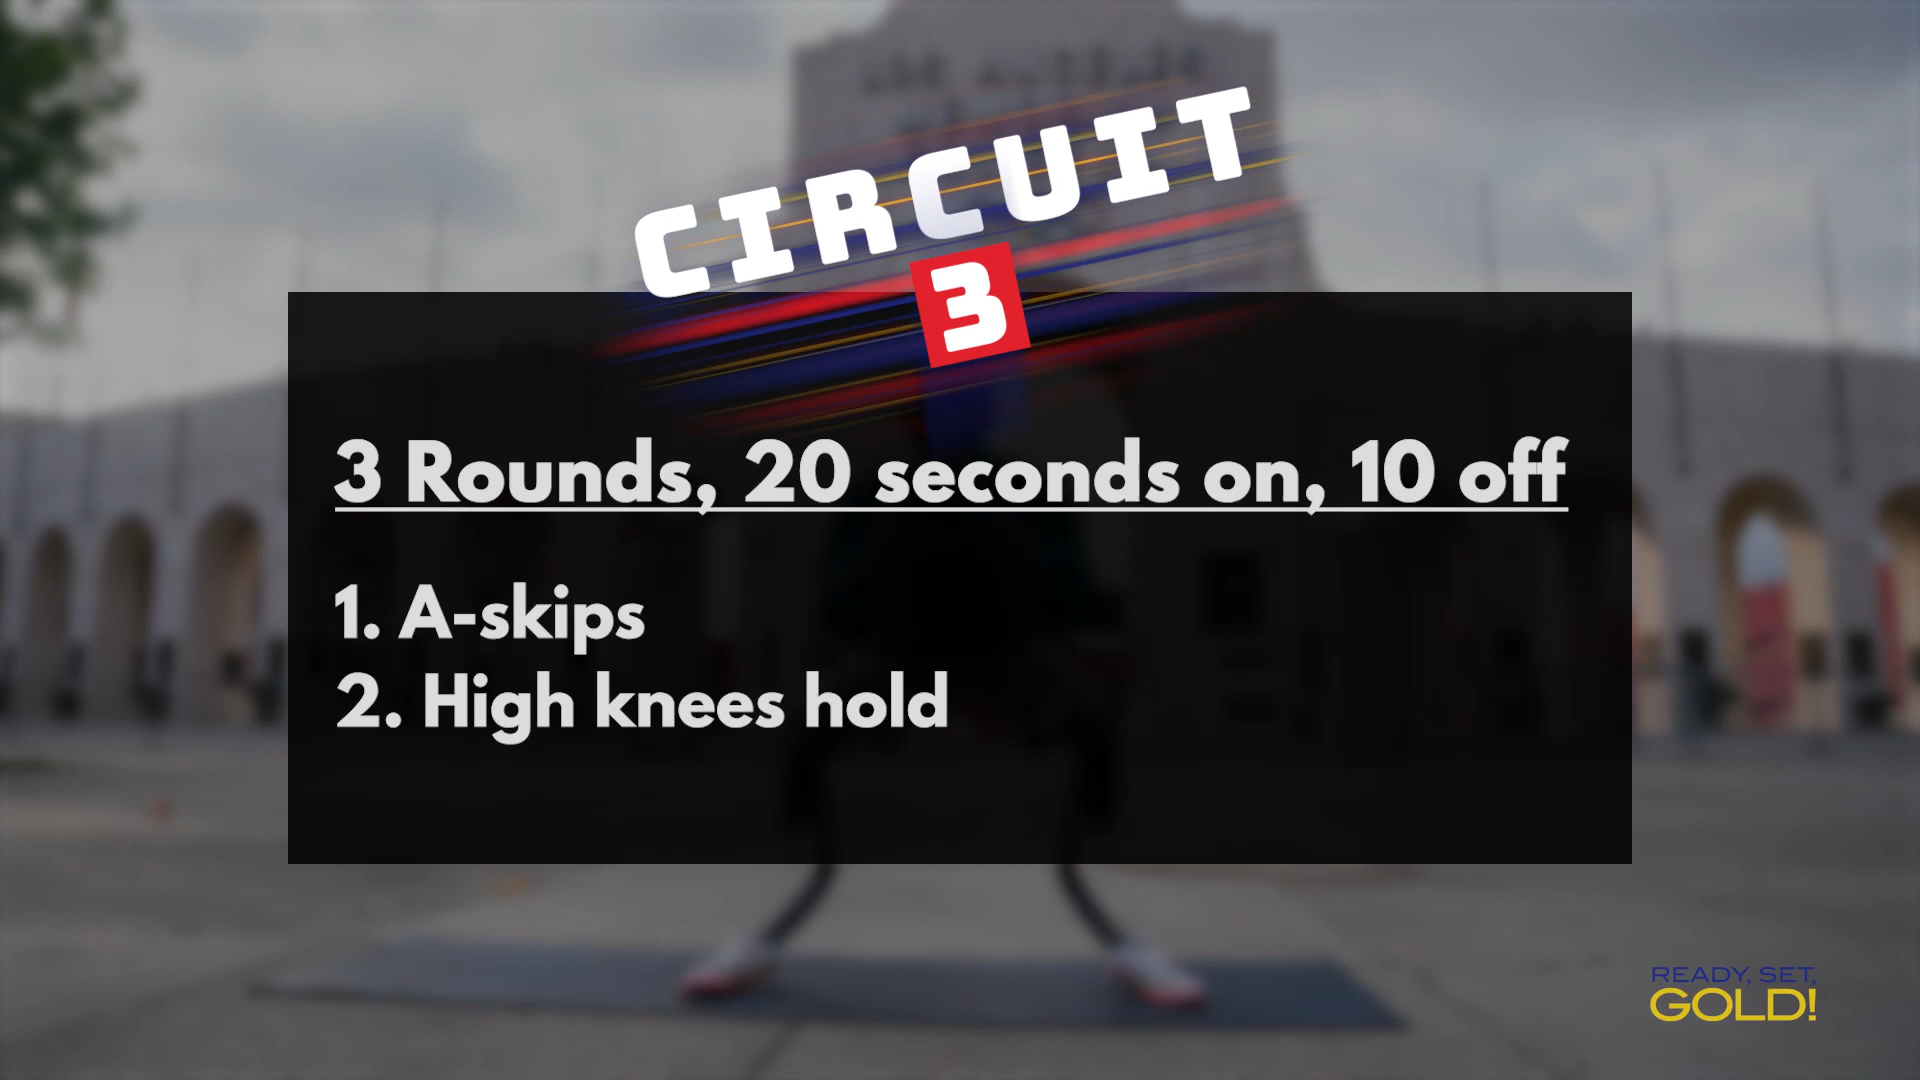 CIRCUIT
3
3 Rounds, 20 seconds on, 10 off
1. A-skips
2. High knees hold
READY, SET,
GOLD!